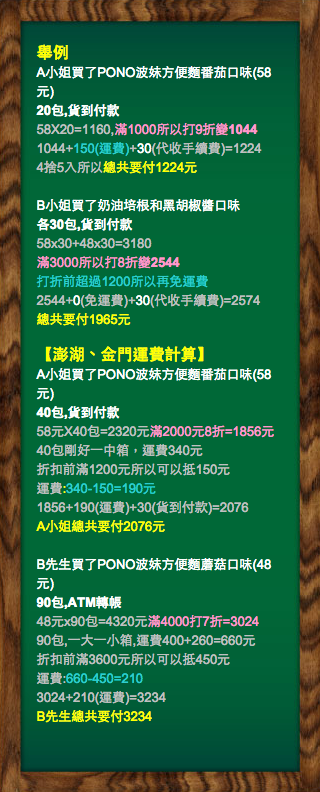 舉例
A小姐買了PONO波妹方便麵番茄口味(58
元)
20包,貨到付款
58X20=1160,滿1000所以打9折變1044
1044+150(運費)+30(代收手續費)=1224
4捨5入所以總共要付1224元
B小姐買了奶油培根和黑胡椒醬口味
各30包,貨到付款
58x30+48x30=3180
滿3000所以打8折變2544
打折前超過1200所以再免運費
2544+0(免運費)+30(代收手續費)=2574
總共要付1965元
【澎湖、金門運費計算】
A小姐買了PONO波妹方便麵番茄口味(58
元)
40包,貨到付款
58元X40包=2320元滿2000元8折=1856元
40包剛好一中箱，運費340元
折扣前滿1200元所以可以抵150元
運費:340-150=190元
1856+190(運費)+30(貨到付款)=2076
A小姐總共要付2076元
B先生買了PONO波妹方便麵蘑菇口味(48
元)
90包,ATM轉帳
48元x90包=4320元滿4000打7折=3024
90包,一大一小箱,運費400+260=660元
折扣前滿3600元所以可以抵450元
運費:660-450=210
3024+210(運費)=3234
B先生總共要付3234